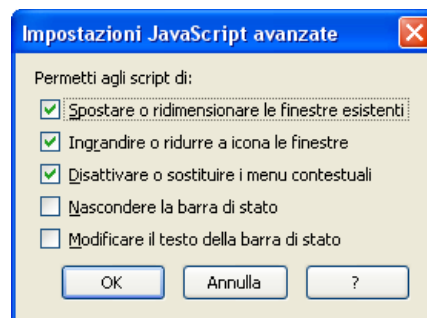 Impostazioni JavaScript avanzate
Permetti agli script di:
Spostare o ridimensionare le finestre esistenti
Ingrandire o ridurre a icona le finestre
Disattivare o sostituire i menu contestuali
Nascondere la barra di stato
Modificare il testo della barra di stato
OK Annulla ?